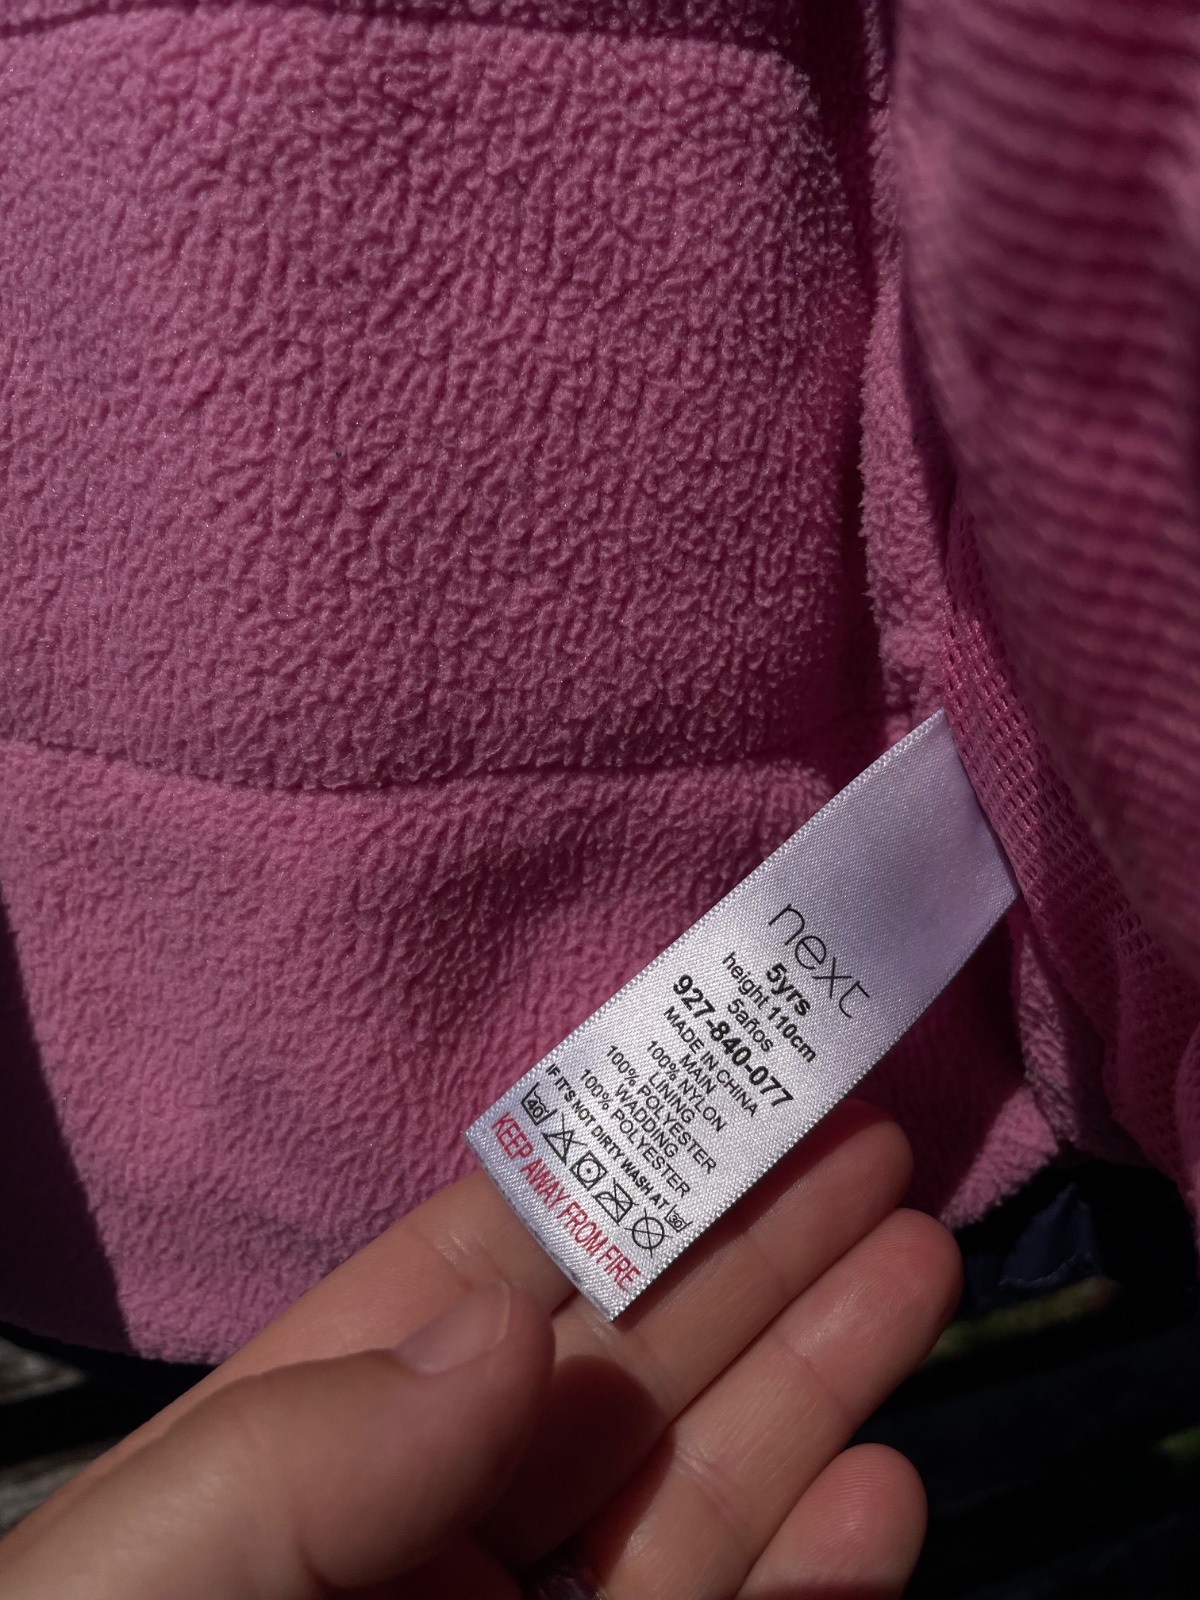 next
5yrs
height 110cm
5años
927-840-077
MADE IN CHINA
MAIN
100% NYLON
LINING
100% POLYESTER
WADDING
100% POLYESTER
IF IT'S NOT DIRTY WASH AT 30
40
KEEP AWAY FROM FIRE